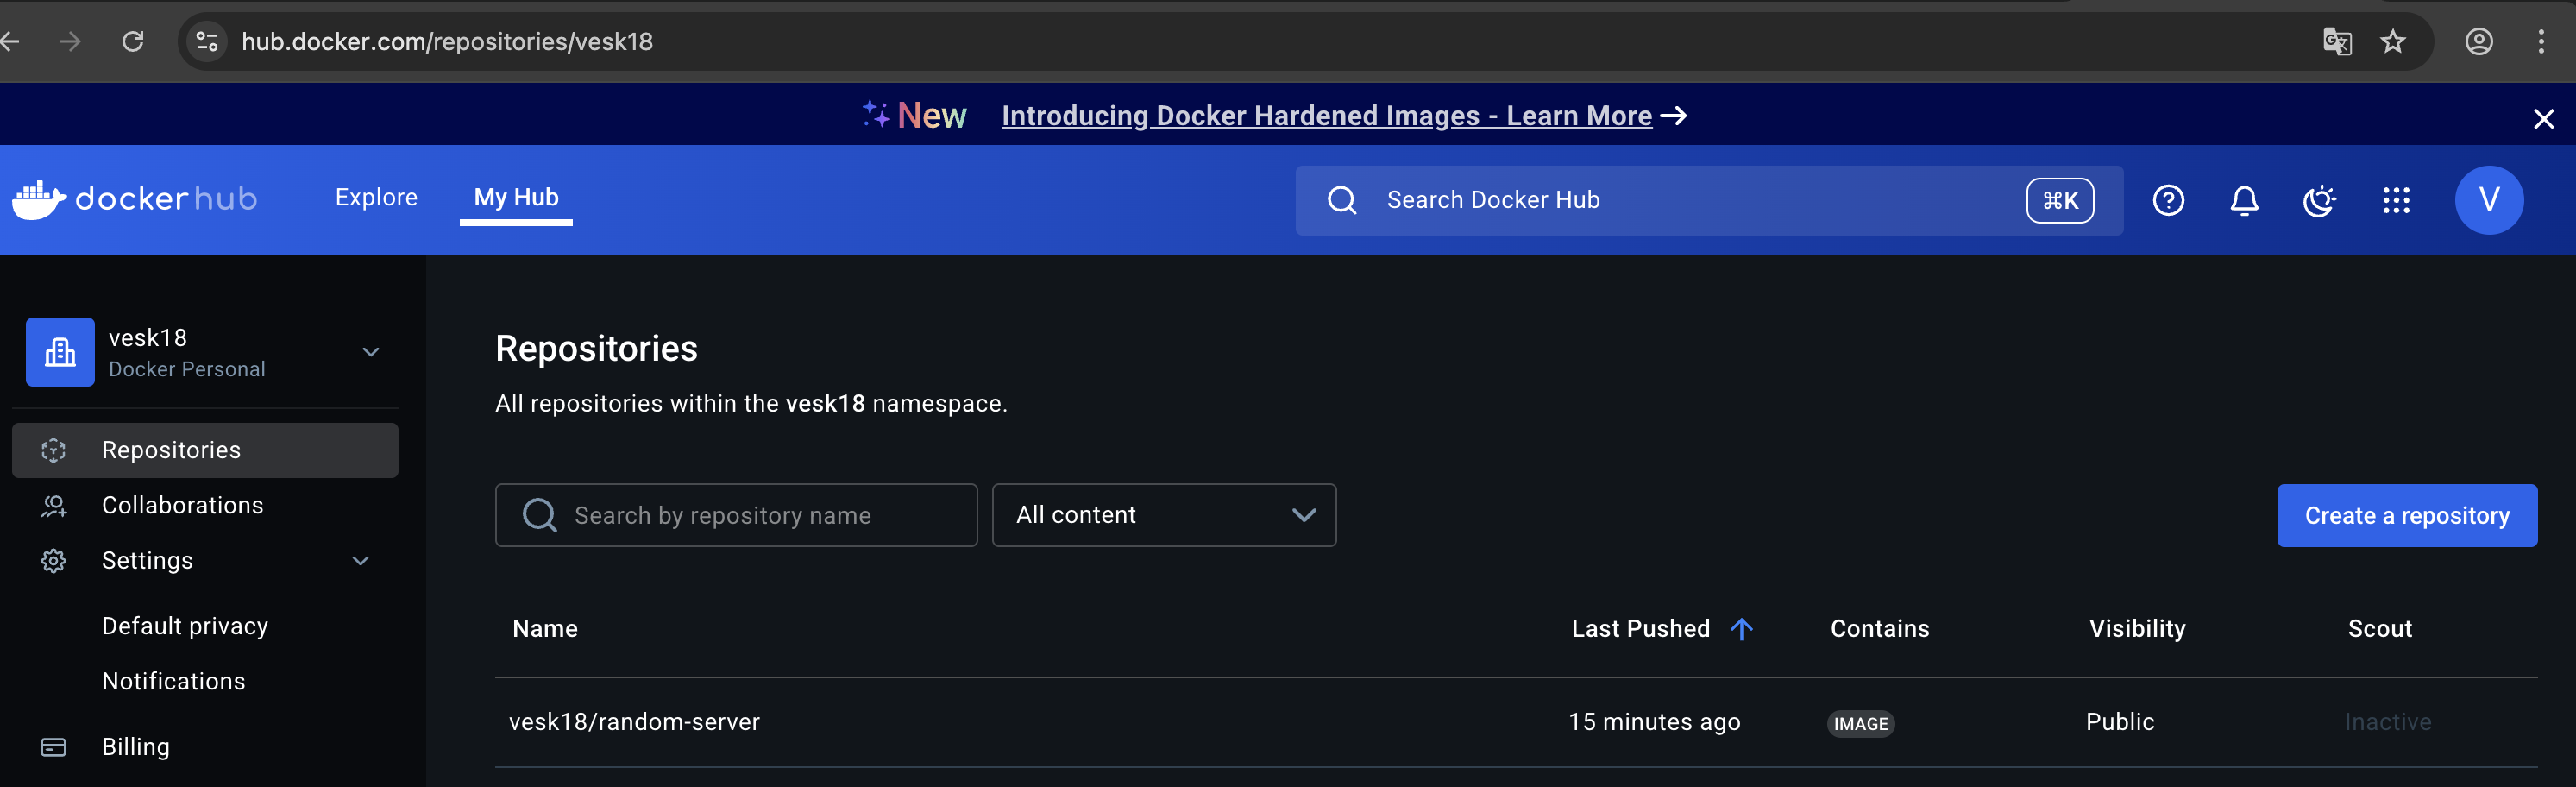 hub.docker.com/repositories/vesk18
New Introducing Docker Hardened Images - Learn More →
docker hub Explore My Hub Search Docker Hub ⌘K V
vesk18
Docker Personal
Repositories
Collaborations
Settings
Default privacy
Notifications
Billing
Repositories
All repositories within the vesk18 namespace.
Search by repository name All content Create a repository
Name Last Pushed Contains Visibility Scout
vesk18/random-server 15 minutes ago IMAGE Public Inactive